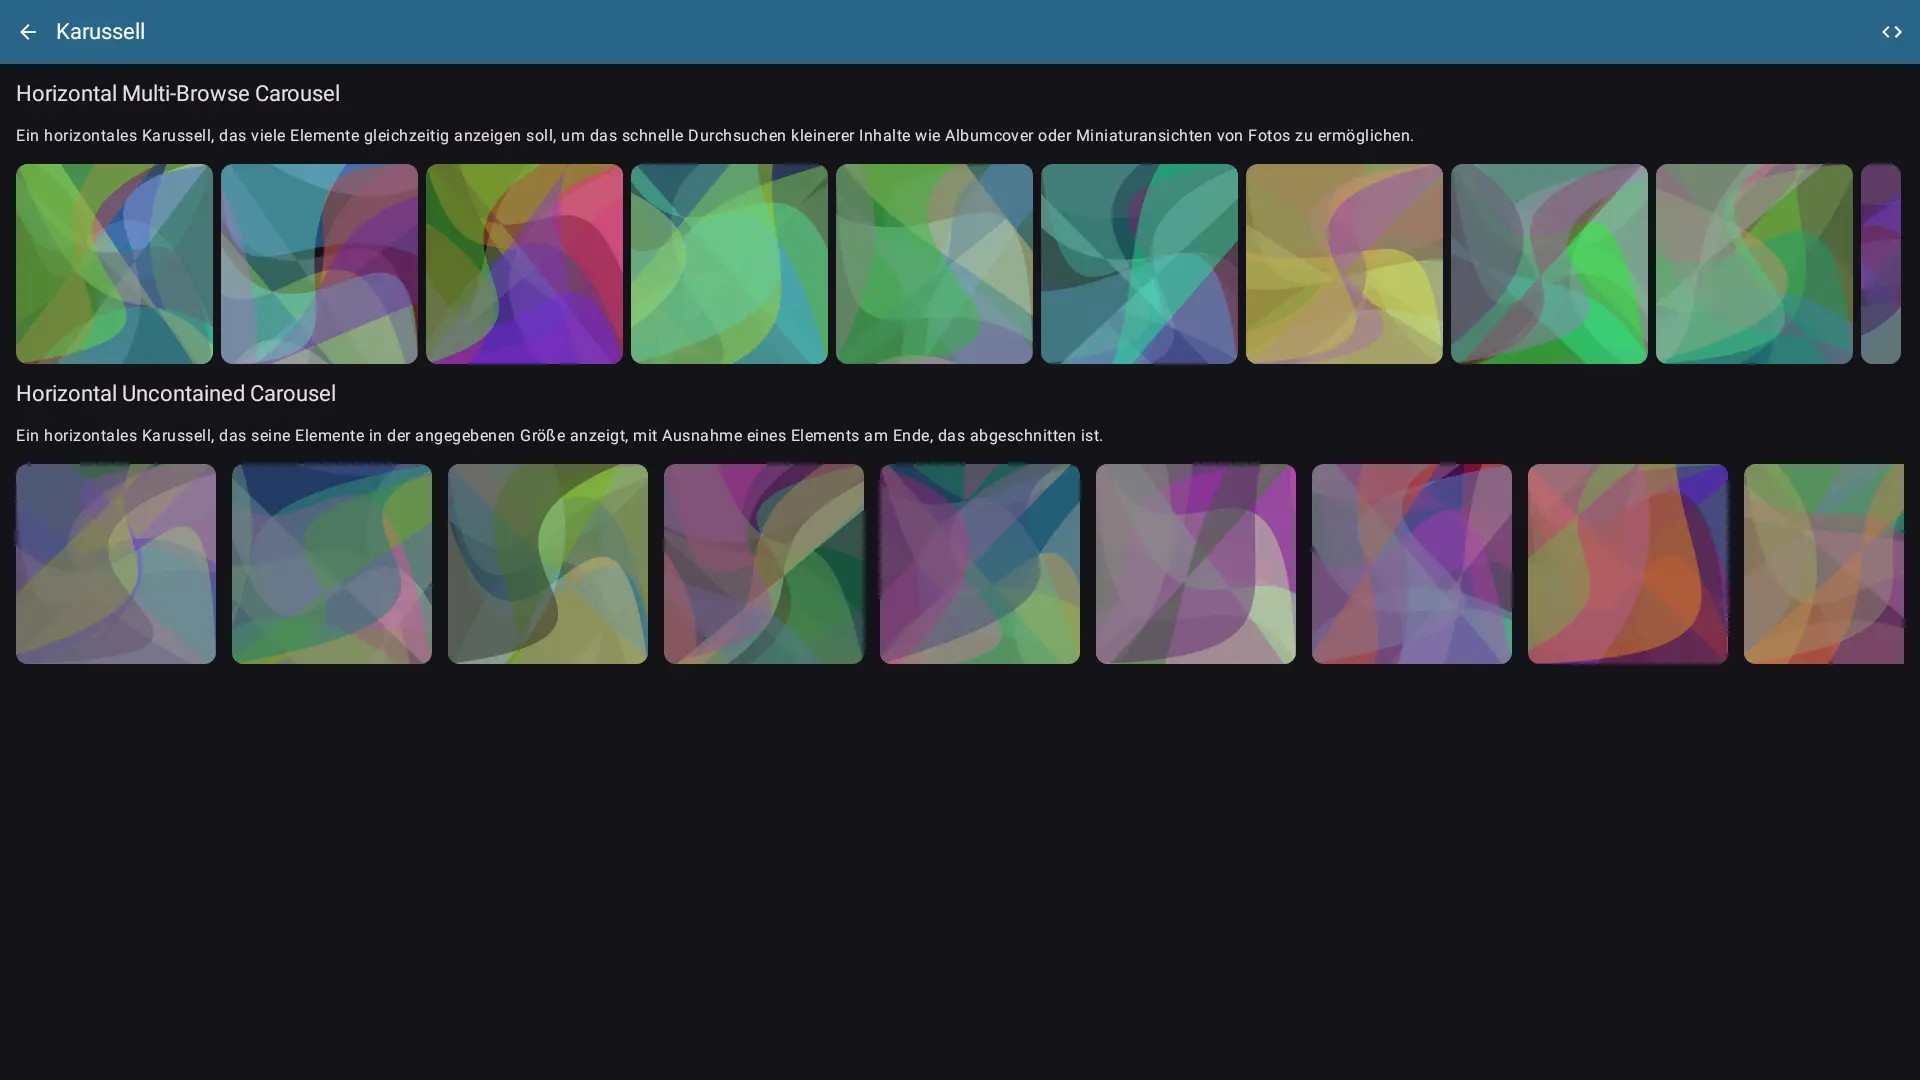 Karussell
Horizontal Multi-Browse Carousel
Ein horizontales Karussell, das viele Elemente gleichzeitig anzeigen soll, um das schnelle Durchsuchen kleinerer Inhalte wie Albumcover oder Miniaturansichten von Fotos zu ermöglichen.
Horizontal Uncontained Carousel
Ein horizontales Karussell, das seine Elemente in der angegebenen Größe anzeigt, mit Ausnahme eines Elements am Ende, das abgeschnitten ist.